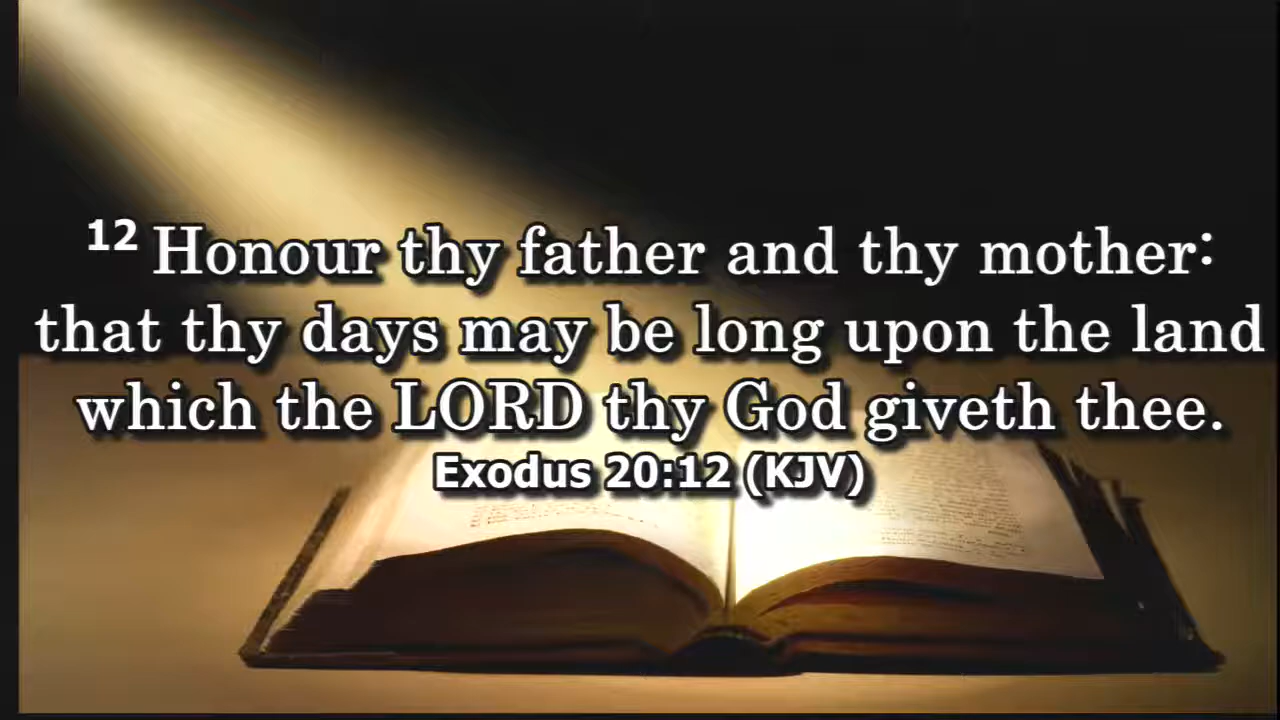 12 Honour thy father and thy mother:
that thy days may be long upon the land
which the LORD thy God giveth thee.
Exodus 20:12 (KJV)